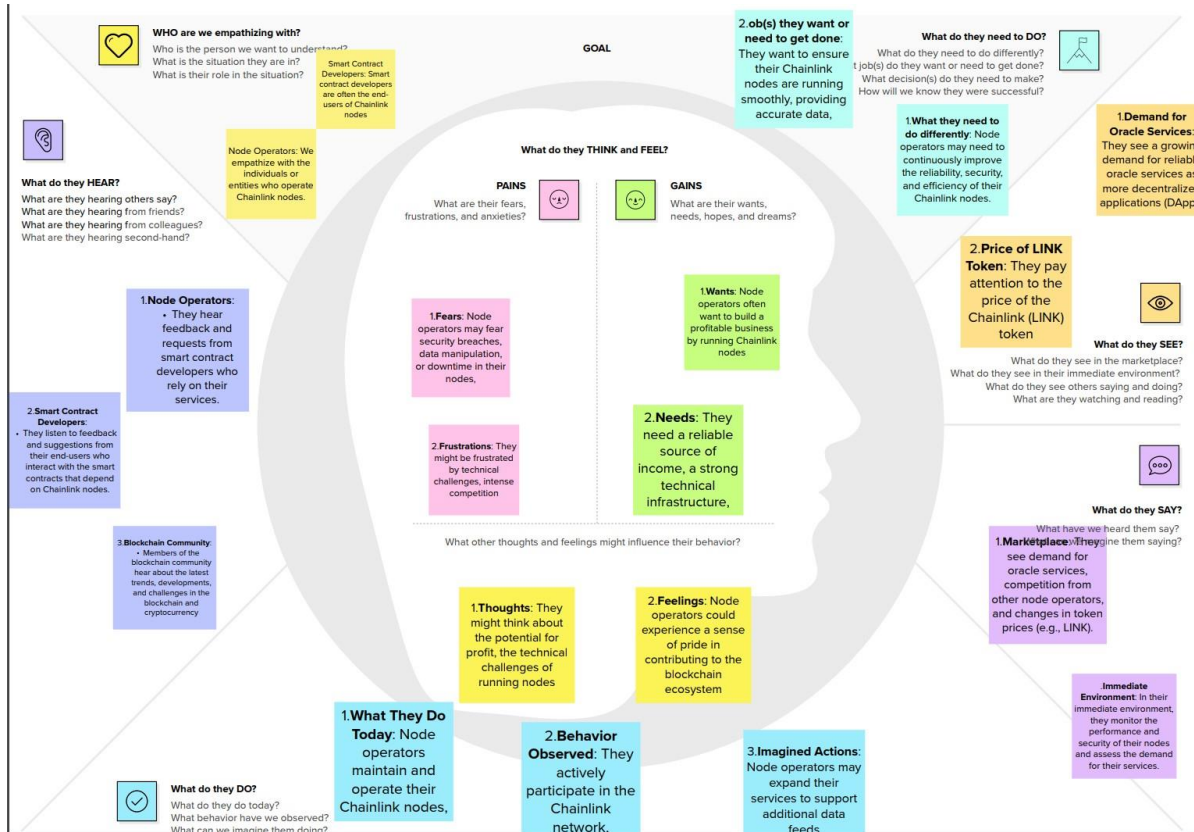 WHO are we empathizing with?
Who is the person we want to understand?
What is the situation they are in?
What is their role in the situation?
Smart Contract
Developers: Smart
contract developers
are often the end-
users of Chainlink
nodes
Node Operators: We
empathize with the
individuals or
entities who operate
Chainlink nodes.
GOAL
2.ob(s) they want or
need to get done:
They want to ensure
their Chainlink
nodes are running
smoothly, providing
accurate data,
What do they need to DO?
What do they need to do differently?
t job(s) do they want or need to get done?
What decision(s) do they need to make?
How will we know they were successful?
1.What they need to
do differently: Node
operators may need to
continuously improve
the reliability, security,
and efficiency of their
Chainlink nodes.
1.Demand for
Oracle Services:
They see a growin
demand for reliabl
oracle services as
more decentralize
applications (DApp
What do they HEAR?
What are they hearing others say?
What are they hearing from friends?
What are they hearing from colleagues?
What are they hearing second-hand?
1.Node Operators:
• They hear
feedback and
requests from
smart contract
developers who
rely on their
services.
2.Smart Contract
Developers:
• They listen to feedback
and suggestions from
their end-users who
interact with the smart
contracts that depend
on Chainlink nodes.
3.Blockchain Community:
• Members of the
blockchain community
hear about the latest
trends, developments,
and challenges in the
blockchain and
cryptocurrency
What do they THINK and FEEL?
PAINS
What are their fears,
frustrations, and anxieties?
GAINS
What are their wants,
needs, hopes, and dreams?
1.Fears: Node
operators may fear
security breaches,
data manipulation,
or downtime in their
nodes,
2.Frustrations: They
might be frustrated
by technical
challenges, intense
competition
1.Wants: Node
operators often
want to build a
profitable business
by running Chainlink
nodes
2.Needs: They
need a reliable
source of
income, a strong
technical
infrastructure,
What other thoughts and feelings might influence their behavior?
1.Thoughts: They
might think about
the potential for
profit, the technical
challenges of
running nodes
2.Feelings: Node
operators could
experience a sense
of pride in
contributing to the
blockchain
ecosystem
2.Price of LINK
Token: They pay
attention to the
price of the
Chainlink (LINK)
token
What do they SEE?
What do they see in the marketplace?
What do they see in their immediate environment?
What do they see others saying and doing?
What are they watching and reading?
What do they SAY?
What have we heard them say?
imagine them saying?
1.Marketplace: They
see demand for
oracle services,
competition from
other node operators,
and changes in token
prices (e.g., LINK).
.Immediate
Environment: In their
immediate environment,
they monitor the
performance and
security of their nodes
and assess the demand
for their services.
What do they DO?
What do they do today?
What behavior have we observed?
What can we imagine them doing?
1.What They Do
Today: Node
operators
maintain and
operate their
Chainlink nodes,
2.Behavior
Observed: They
actively
participate in the
Chainlink
network.
3.Imagined Actions:
Node operators may
expand their
services to support
additional data
feeds